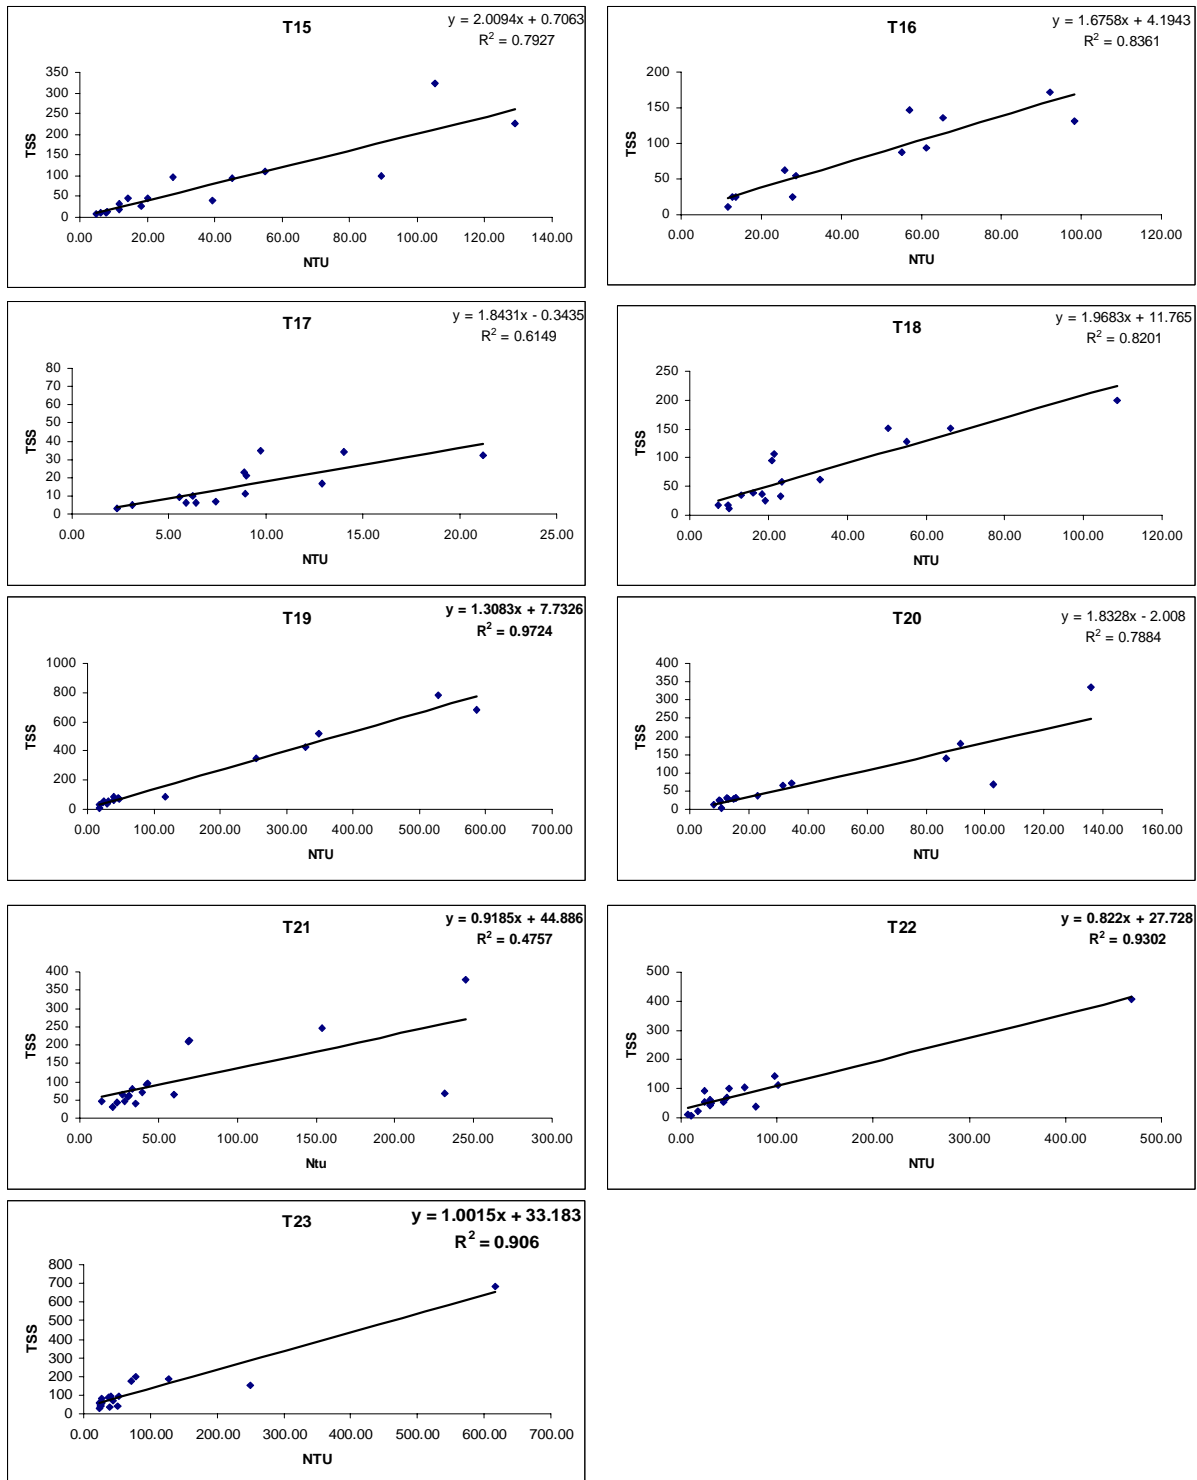 T15
y = 2.0094x + 0.7063
R² = 0.7927
350
300
250
200
150
100
50
0
TSS
0.00 20.00 40.00 60.00 80.00 100.00 120.00 140.00
NTU
T16
y = 1.6758x + 4.1943
R² = 0.8361
200
150
100
50
0
TSS
0.00 20.00 40.00 60.00 80.00 100.00 120.00
NTU
T17
y = 1.8431x - 0.3435
R² = 0.6149
80
70
60
50
40
30
20
10
0
TSS
0.00 5.00 10.00 15.00 20.00 25.00
NTU
T18
y = 1.9683x + 11.765
R² = 0.8201
250
200
150
100
50
0
TSS
0.00 20.00 40.00 60.00 80.00 100.00 120.00
NTU
T19
y = 1.3083x + 7.7326
R² = 0.9724
1000
800
600
400
200
0
TSS
0.00 100.00 200.00 300.00 400.00 500.00 600.00 700.00
NTU
T20
y = 1.8328x - 2.008
R² = 0.7884
400
350
300
250
200
150
100
50
0
TSS
0.00 20.00 40.00 60.00 80.00 100.00 120.00 140.00 160.00
NTU
T21
y = 0.9185x + 44.886
R² = 0.4757
400
350
300
250
200
150
100
50
0
TSS
0.00 50.00 100.00 150.00 200.00 250.00 300.00
Ntu
T22
y = 0.822x + 27.728
R² = 0.9302
500
400
300
200
100
0
TSS
0.00 100.00 200.00 300.00 400.00 500.00
NTU
T23
y = 1.0015x + 33.183
R² = 0.906
800
700
600
500
400
300
200
100
0
TSS
0.00 100.00 200.00 300.00 400.00 500.00 600.00 700.00
NTU